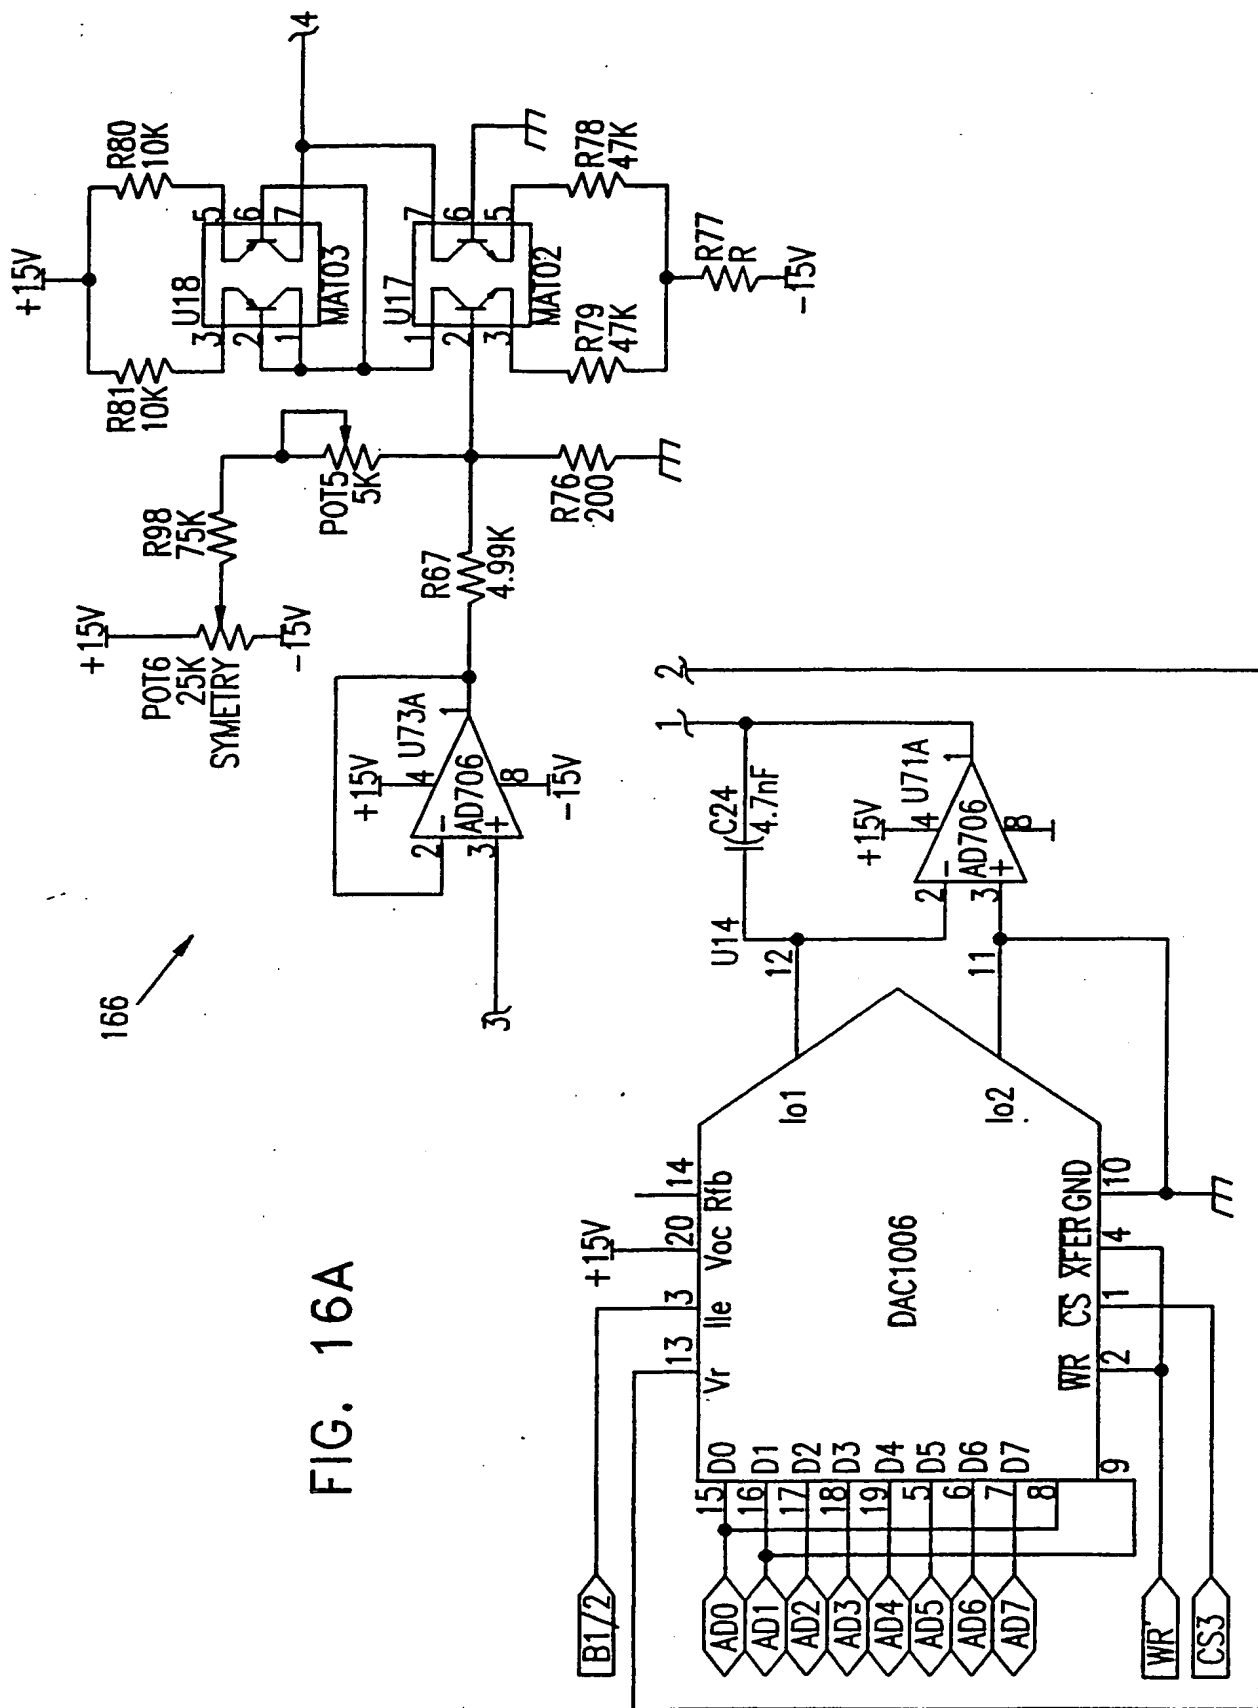 FIG. 16A
166
+15V
POT6
25K
SYMETRY
-15V
R98
75K
POT5
5K
R67
4.99K
R76
200
+15V
R81
10K
R80
10K
U18
3
2
1
5
6
7
MAT03
4
U17
1
2
3
7
6
5
MAT02
R79
47K
R78
47K
R77
R
-15V
3
2
-
3
+
AD706
+15V
4
U73A
1
8
-15V
B1/2
+15V
13
3
20
14
Vr
Ile
Voc
Rfb
AD0
15
D0
AD1
16
D1
AD2
17
D2
AD3
18
D3
AD4
19
D4
AD5
5
D5
AD6
6
D6
AD7
7
D7
8
9
DAC1006
Io1
12
Io2
11
WR
CS
XFER
GND
2
1
4
10
WR'
CS3
U14
C24
4.7nF
1
2
2
-
3
+
AD706
+15V
4
U71A
1
8